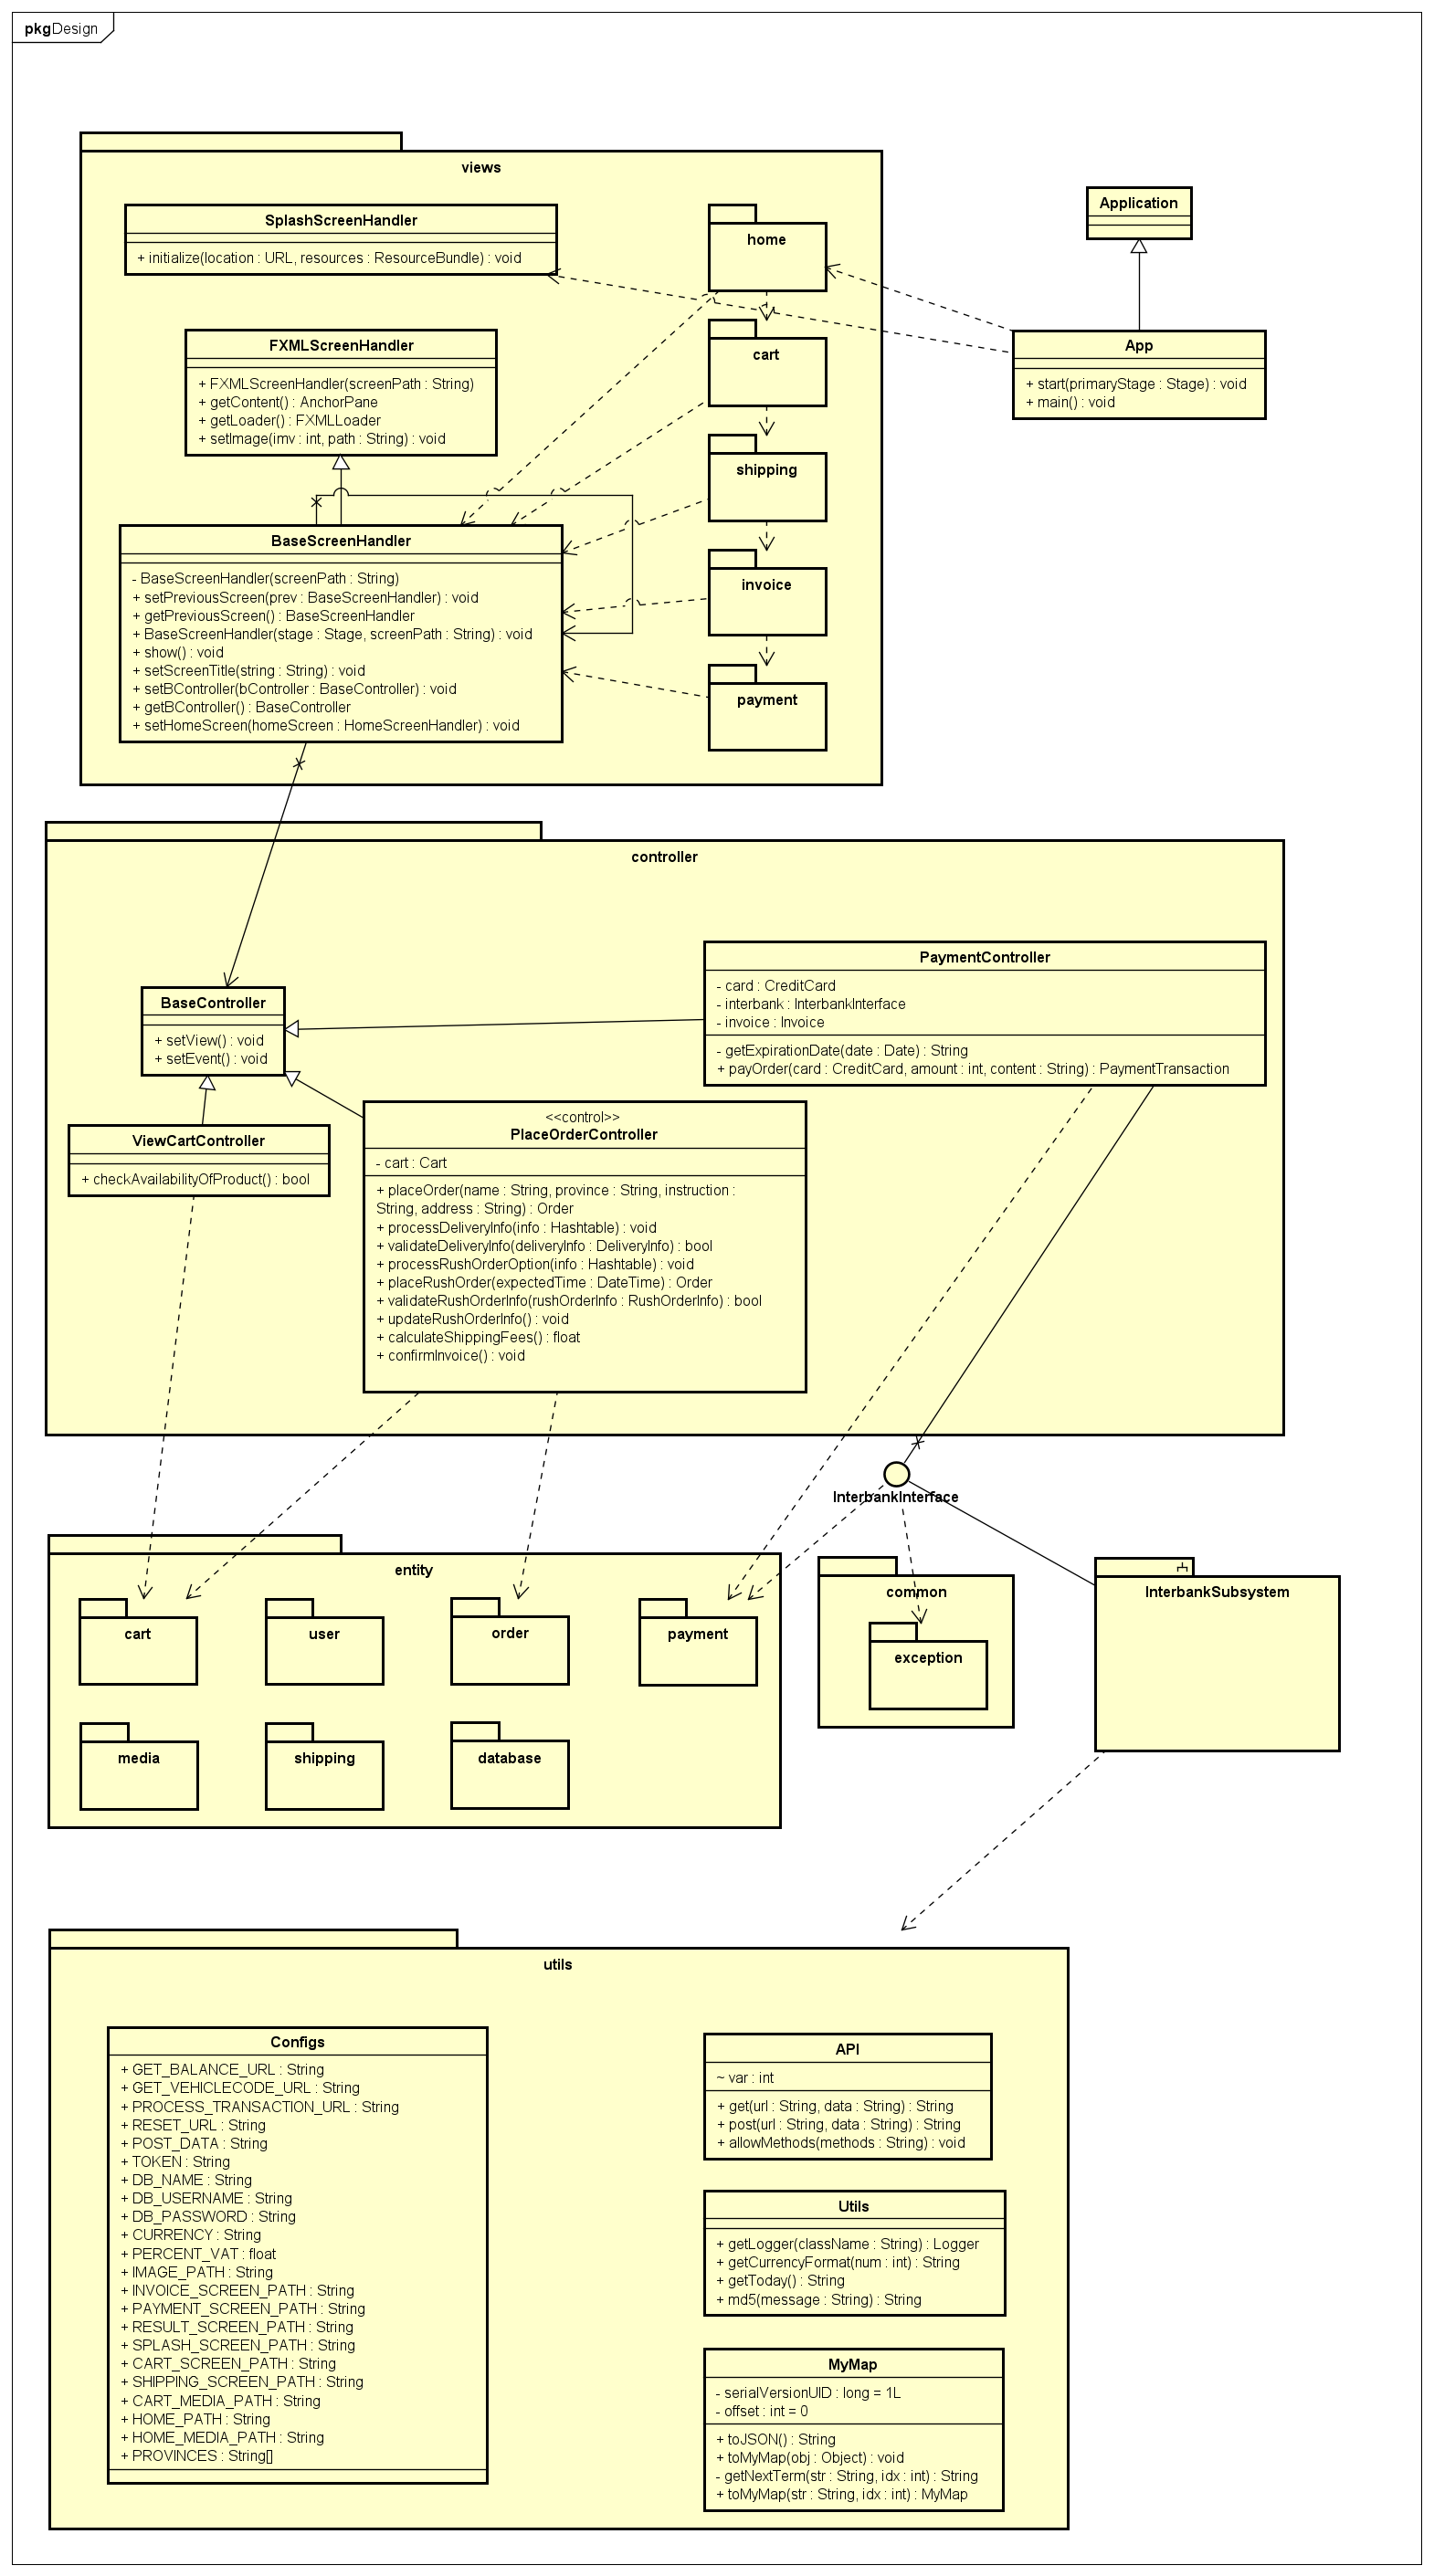 pkg Design
views
SplashScreenHandler
+ initialize(location : URL, resources : ResourceBundle) : void
home
Application
FXMLScreenHandler
+ FXMLScreenHandler(screenPath : String)
+ getContent() : AnchorPane
+ getLoader() : FXMLLoader
+ setImage(imv : int, path : String) : void
cart
App
+ start(primaryStage : Stage) : void
+ main() : void
shipping
BaseScreenHandler
- BaseScreenHandler(screenPath : String)
+ setPreviousScreen(prev : BaseScreenHandler) : void
+ getPreviousScreen() : BaseScreenHandler
+ BaseScreenHandler(stage : Stage, screenPath : String) : void
+ show() : void
+ setScreenTitle(string : String) : void
+ setBController(bController : BaseController) : void
+ getBController() : BaseController
+ setHomeScreen(homeScreen : HomeScreenHandler) : void
invoice
payment
controller
BaseController
+ setView() : void
+ setEvent() : void
PaymentController
- card : CreditCard
- interbank : InterbankInterface
- invoice : Invoice
- getExpirationDate(date : Date) : String
+ payOrder(card : CreditCard, amount : int, content : String) : PaymentTransaction
ViewCartController
+ checkAvailabilityOfProduct() : bool
<<control>>
PlaceOrderController
- cart : Cart
+ placeOrder(name : String, province : String, instruction :
String, address : String) : Order
+ processDeliveryInfo(info : Hashtable) : void
+ validateDeliveryInfo(deliveryInfo : DeliveryInfo) : bool
+ processRushOrderOption(info : Hashtable) : void
+ placeRushOrder(expectedTime : DateTime) : Order
+ validateRushOrderInfo(rushOrderInfo : RushOrderInfo) : bool
+ updateRushOrderInfo() : void
+ calculateShippingFees() : float
+ confirmInvoice() : void
InterbankInterface
entity
cart
user
order
payment
media
shipping
database
common
exception
InterbankSubsystem
utils
Configs
+ GET_BALANCE_URL : String
+ GET_VEHICLECODE_URL : String
+ PROCESS_TRANSACTION_URL : String
+ RESET_URL : String
+ POST_DATA : String
+ TOKEN : String
+ DB_NAME : String
+ DB_USERNAME : String
+ DB_PASSWORD : String
+ CURRENCY : String
+ PERCENT_VAT : float
+ IMAGE_PATH : String
+ INVOICE_SCREEN_PATH : String
+ PAYMENT_SCREEN_PATH : String
+ RESULT_SCREEN_PATH : String
+ SPLASH_SCREEN_PATH : String
+ CART_SCREEN_PATH : String
+ SHIPPING_SCREEN_PATH : String
+ CART_MEDIA_PATH : String
+ HOME_PATH : String
+ HOME_MEDIA_PATH : String
+ PROVINCES : String[]
API
~ var : int
+ get(url : String, data : String) : String
+ post(url : String, data : String) : String
+ allowMethods(methods : String) : void
Utils
+ getLogger(className : String) : Logger
+ getCurrencyFormat(num : int) : String
+ getToday() : String
+ md5(message : String) : String
MyMap
- serialVersionUID : long = 1L
- offset : int = 0
+ toJSON() : String
+ toMyMap(obj : Object) : void
- getNextTerm(str : String, idx : int) : String
+ toMyMap(str : String, idx : int) : MyMap